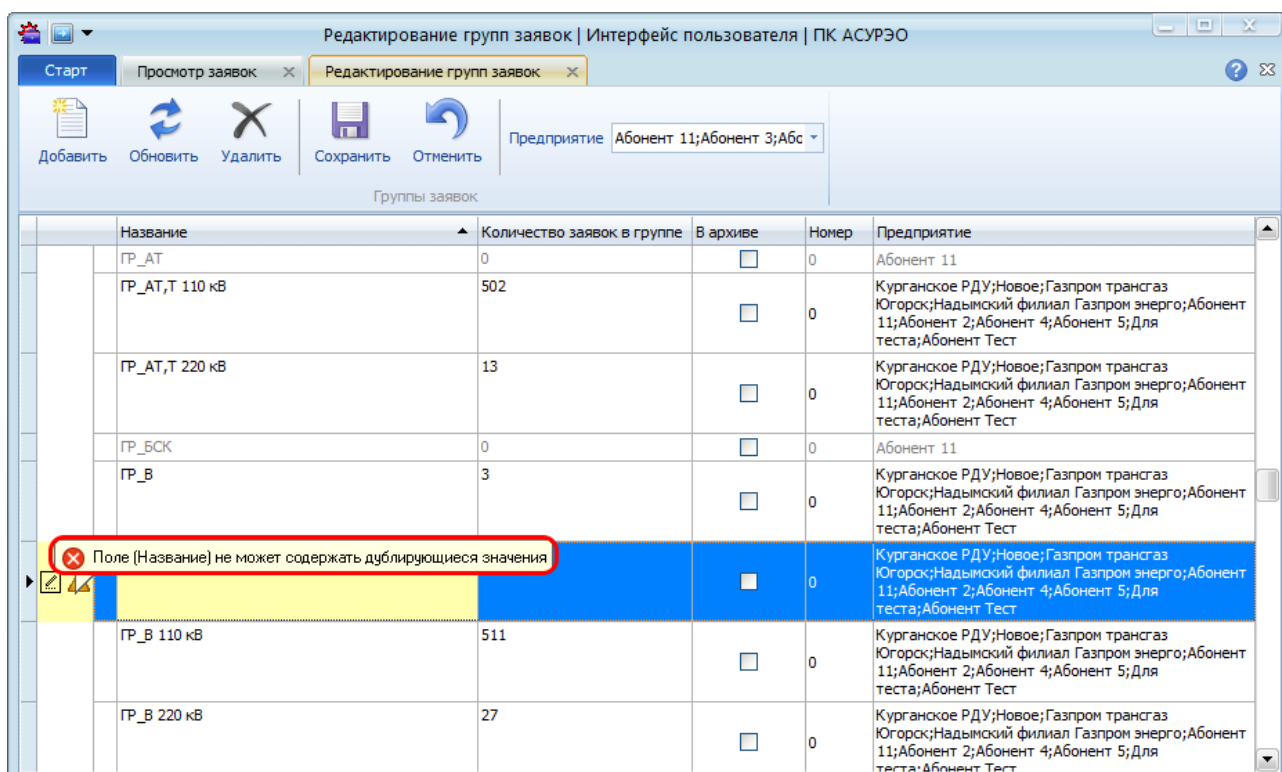 Редактирование групп заявок | Интерфейс пользователя | ПК АСУРЭО
Старт Просмотр заявок Редактирование групп заявок
Добавить Обновить Удалить Сохранить Отменить Предприятие Абонент 11;Абонент 3;Абс
Группы заявок
Название Количество заявок в группе В архиве Номер Предприятие
ГР_АТ 0 0 Абонент 11
ГР_АТ,Т 110 кВ 502 0 Курганское РДУ;Новое;Газпром трансгаз
Югорск;Надымский филиал Газпром энерго;Абонент
11;Абонент 2;Абонент 4;Абонент 5;Для
теста;Абонент Тест
ГР_АТ,Т 220 кВ 13 0 Курганское РДУ;Новое;Газпром трансгаз
Югорск;Надымский филиал Газпром энерго;Абонент
11;Абонент 2;Абонент 4;Абонент 5;Для
теста;Абонент Тест
ГР_БСК 0 0 Абонент 11
ГР_В 3 0 Курганское РДУ;Новое;Газпром трансгаз
Югорск;Надымский филиал Газпром энерго;Абонент
11;Абонент 2;Абонент 4;Абонент 5;Для
теста;Абонент Тест
Поле (Название) не может содержать дублирующиеся значения
0 Курганское РДУ;Новое;Газпром трансгаз
Югорск;Надымский филиал Газпром энерго;Абонент
11;Абонент 2;Абонент 4;Абонент 5;Для
теста;Абонент Тест
ГР_В 110 кВ 511 0 Курганское РДУ;Новое;Газпром трансгаз
Югорск;Надымский филиал Газпром энерго;Абонент
11;Абонент 2;Абонент 4;Абонент 5;Для
теста;Абонент Тест
ГР_В 220 кВ 27 0 Курганское РДУ;Новое;Газпром трансгаз
Югорск;Надымский филиал Газпром энерго;Абонент
11;Абонент 2;Абонент 4;Абонент 5;Для
теста;Абонент Тест